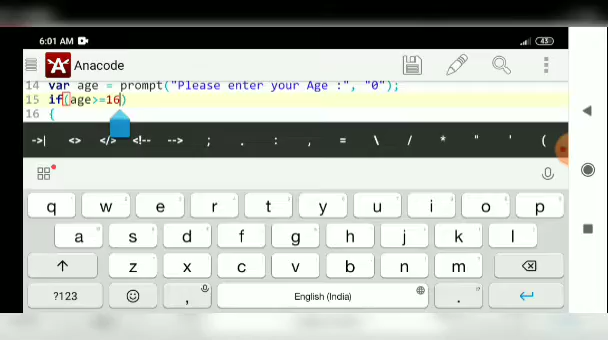 6:01 AM
43
Anacode
14 var age = prompt("Please enter your Age :", "0");
15 if(age>=16)
16 {
->| <> </> <!-- --> ; . : , = \ / * " ' (
q w e r t y u i o p
a s d f g h j k l
z x c v b n m
?123 , English (India) .